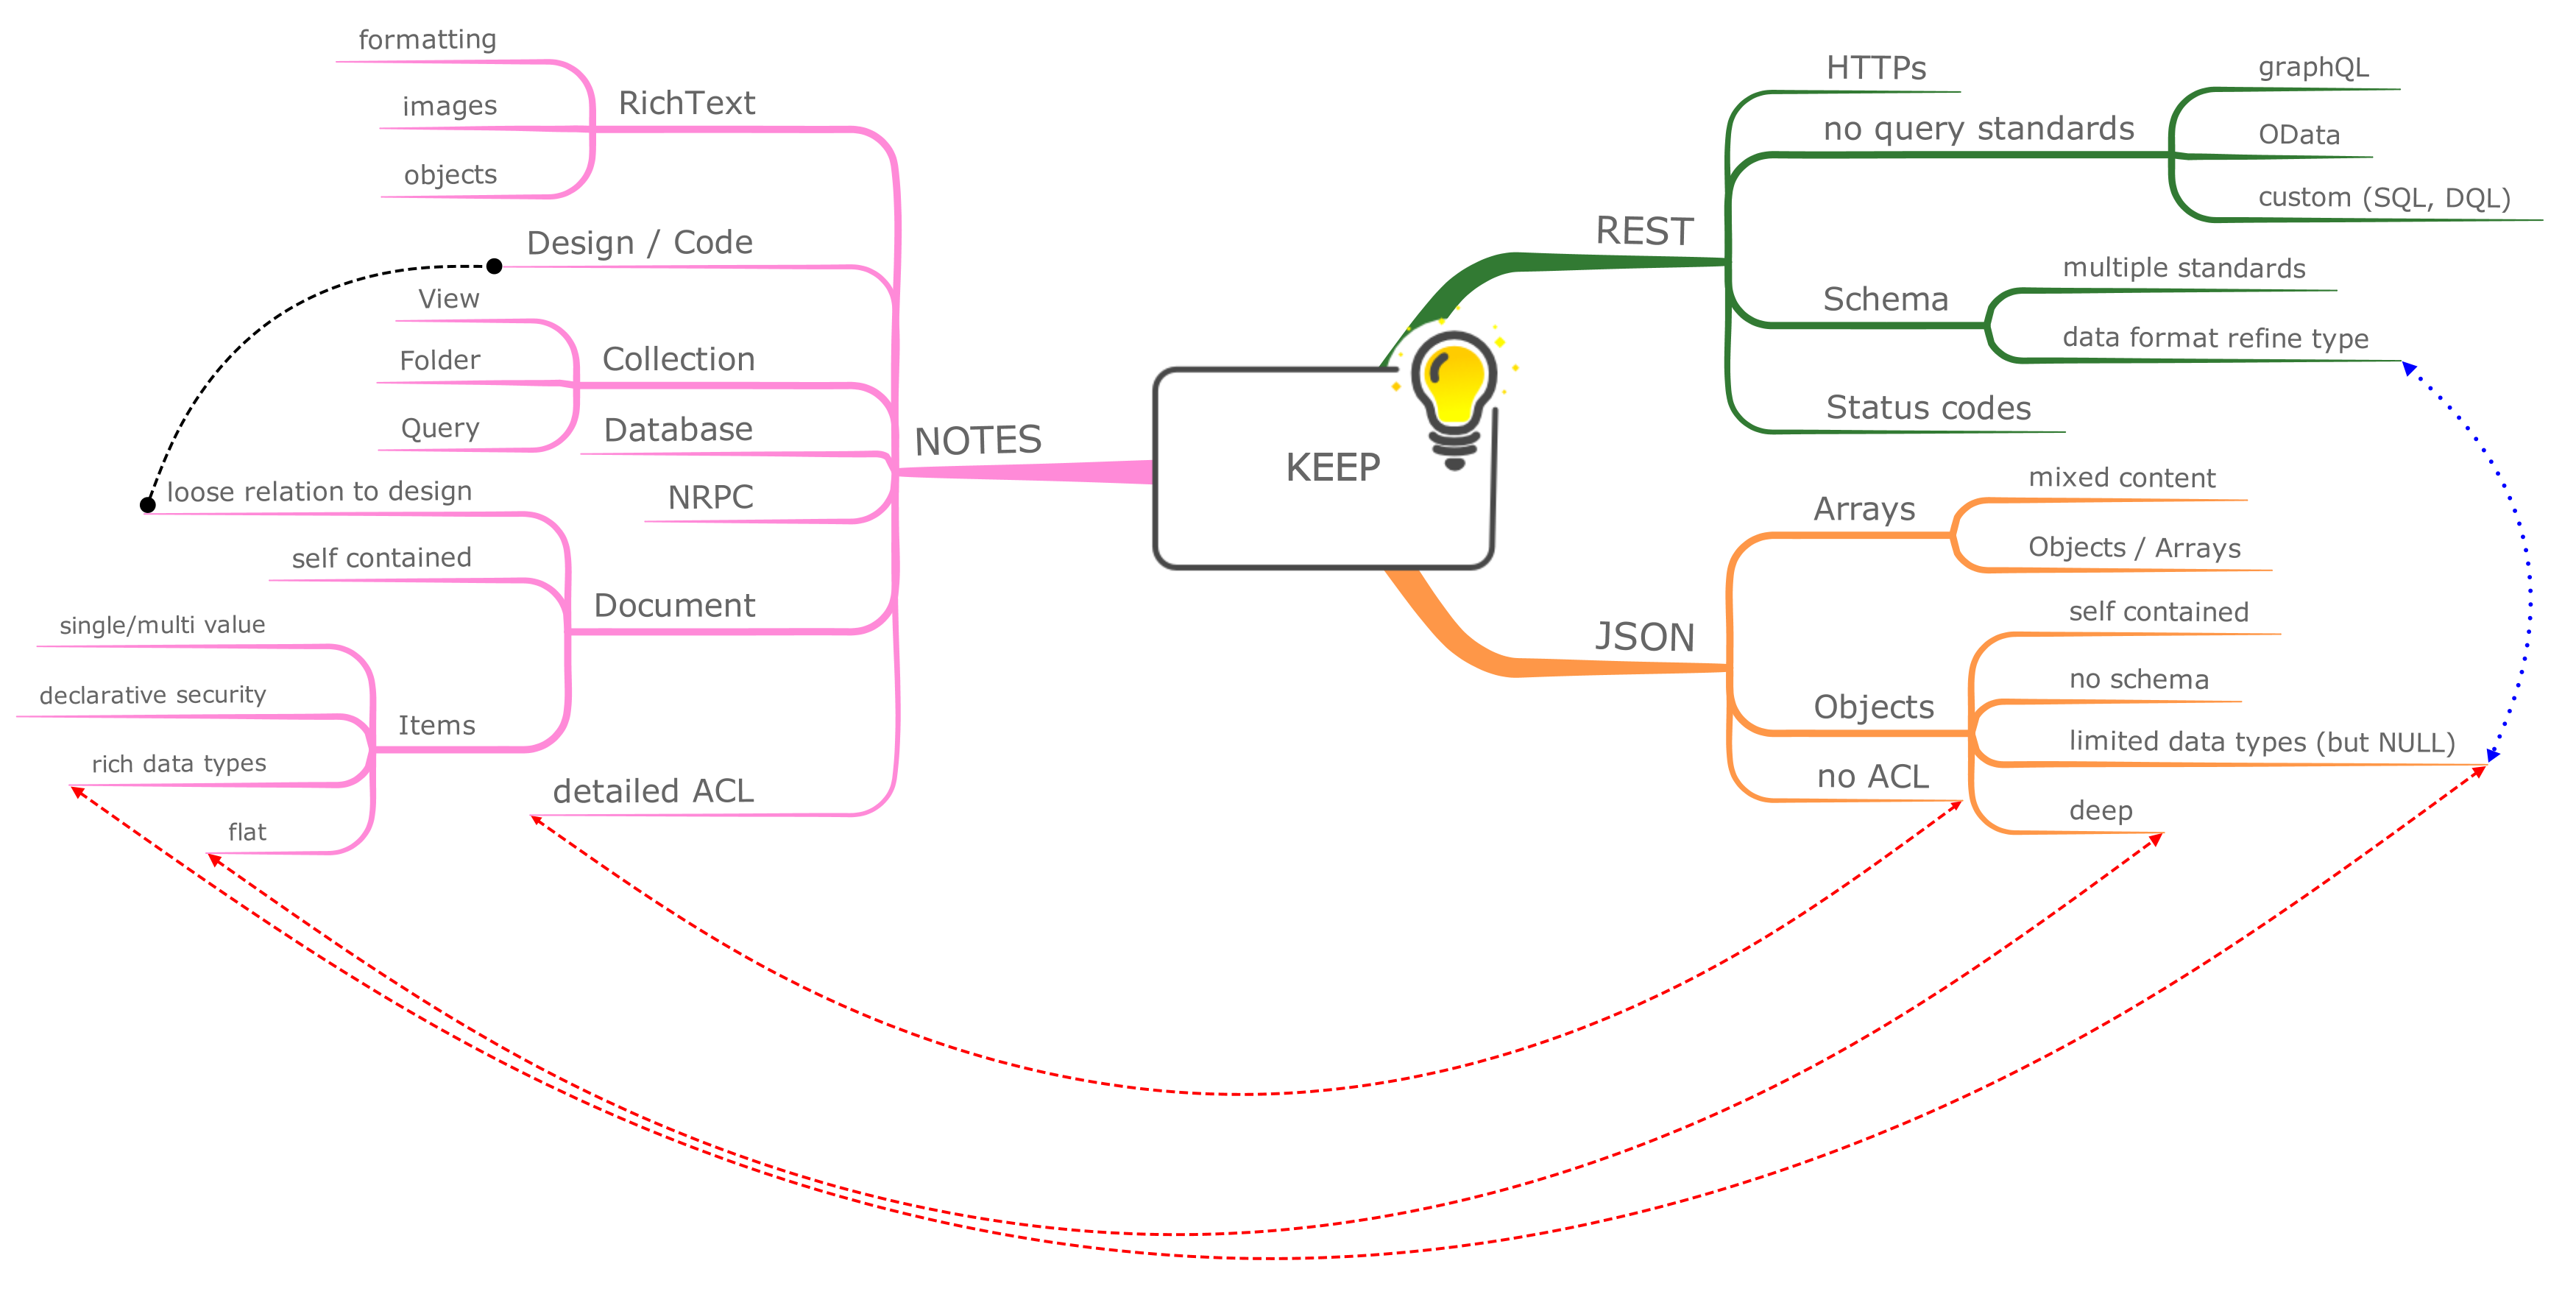 KEEP
NOTES
RichText
formatting
images
objects
Design / Code
Collection
View
Folder
Query
Database
NRPC
Document
loose relation to design
self contained
Items
single/multi value
declarative security
rich data types
flat
detailed ACL
REST
HTTPs
no query standards
graphQL
OData
custom (SQL, DQL)
Schema
multiple standards
data format refine type
Status codes
JSON
Arrays
mixed content
Objects / Arrays
Objects
self contained
no schema
limited data types (but NULL)
deep
no ACL